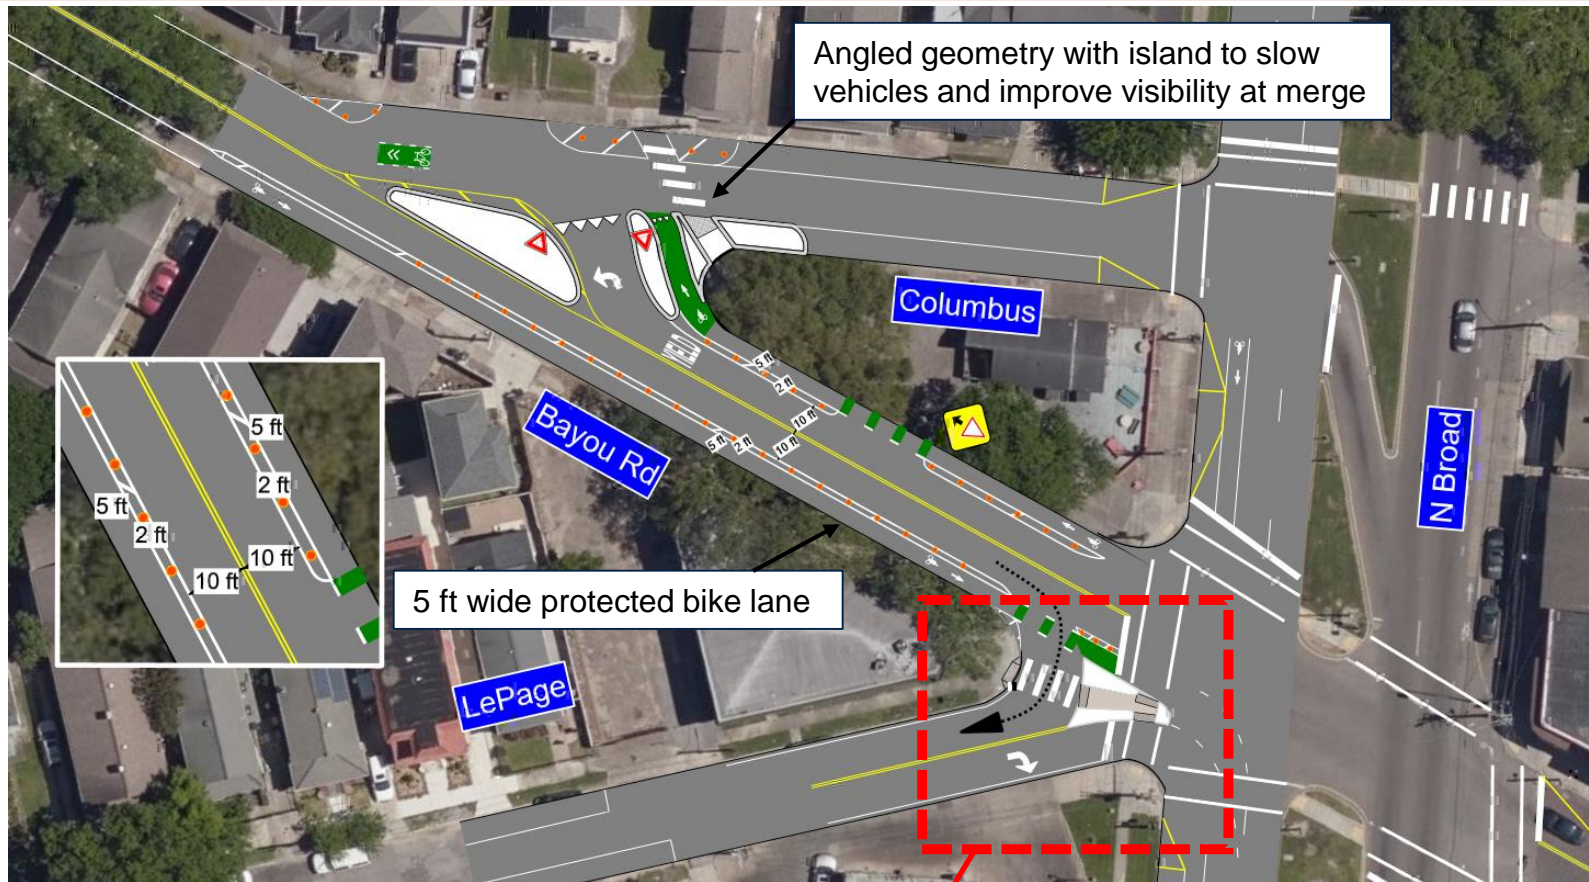 Angled geometry with island to slow
vehicles and improve visibility at merge
Columbus
YIELD
5 ft
2 ft
10 ft
10 ft
5 ft
2 ft
Bayou Rd
N Broad
5 ft
2 ft
5 ft
2 ft
10 ft
10 ft
5 ft wide protected bike lane
LePage